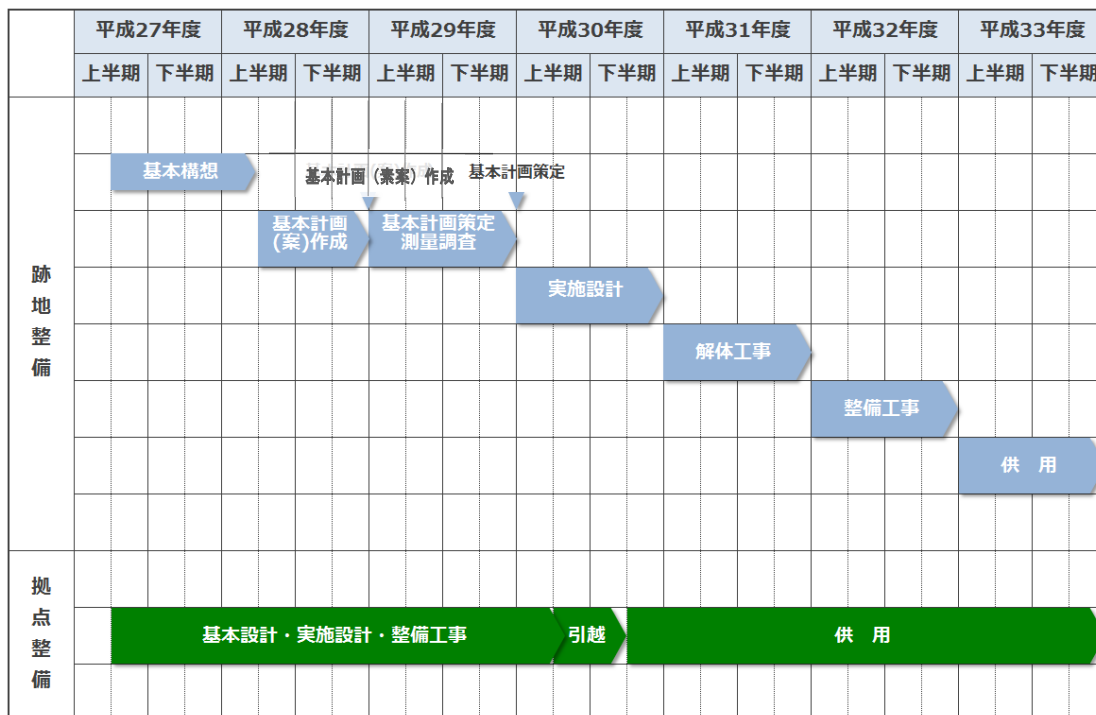 平成27年度 平成28年度 平成29年度 平成30年度 平成31年度 平成32年度 平成33年度
上半期 下半期 上半期 下半期 上半期 下半期 上半期 下半期 上半期 下半期 上半期 下半期 上半期 下半期
跡地整備
基本構想
基本計画（素案）作成
基本計画策定
基本計画
(案)作成
基本計画策定
測量調査
実施設計
解体工事
整備工事
供　用
拠点整備
基本設計・実施設計・整備工事
引越
供　用